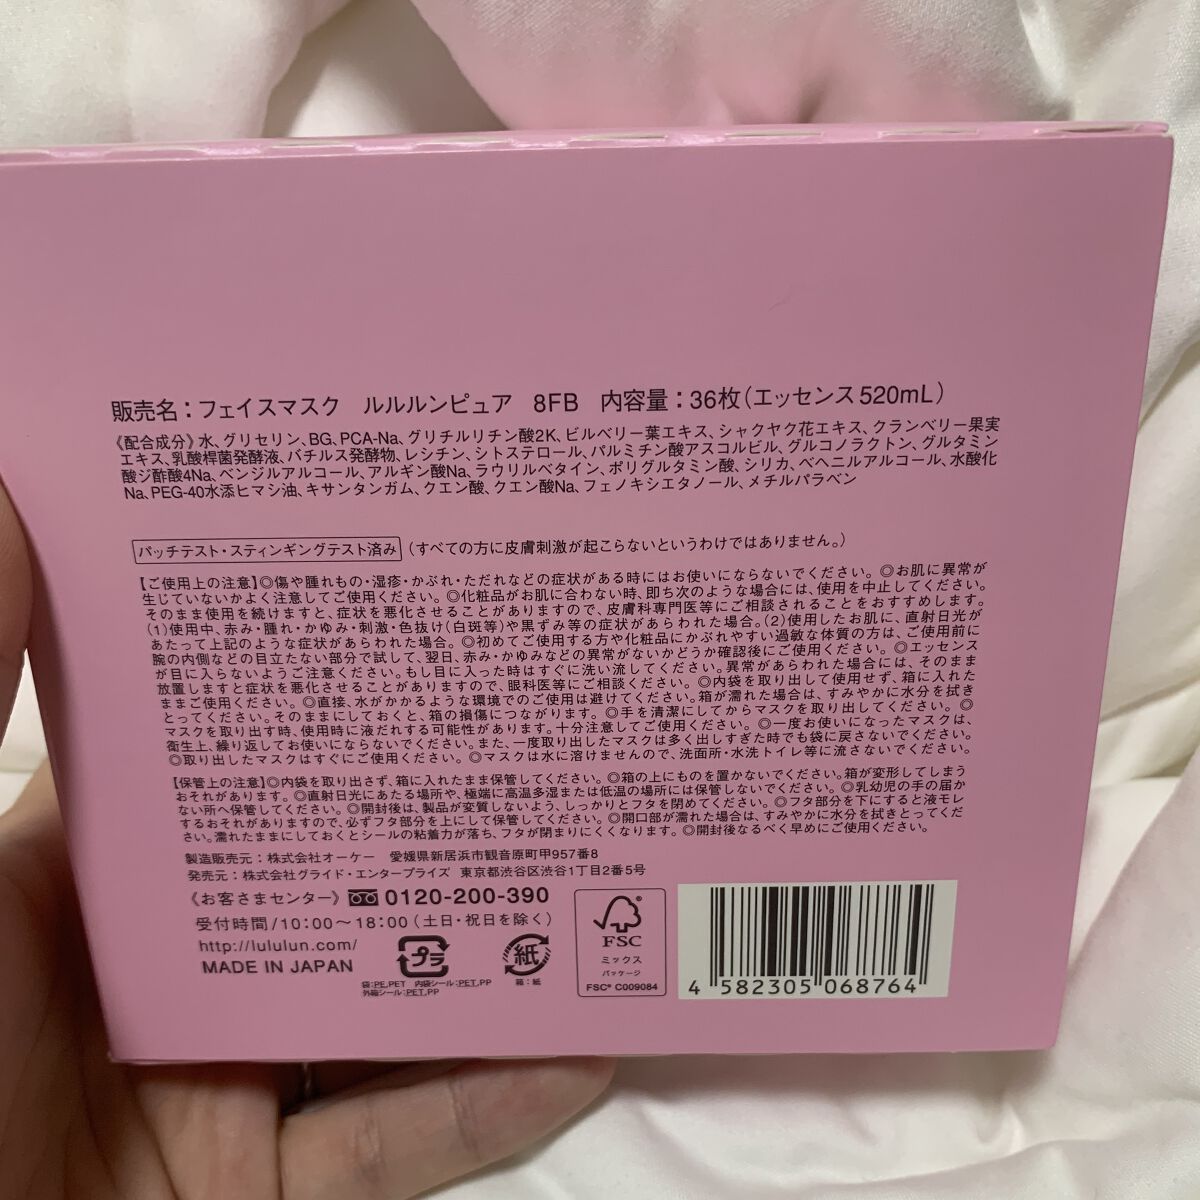 販売名：フェイスマスク　ルルルンピュア　8FB　内容量：36枚（エッセンス520mL）
《配合成分》水、グリセリン、BG、PCA-Na、グリチルリチン酸2K、ビルベリー葉エキス、シャクヤク花エキス、クランベリー果実
エキス、乳酸桿菌発酵液、バチルス発酵物、レシチン、シトステロール、パルミチン酸アスコルビル、グルコノラクトン、グルタミン
酸ジ酢酸4Na、ベンジルアルコール、アルギン酸Na、ラウリルベタイン、ポリグルタミン酸、シリカ、ベヘニルアルコール、水酸化
Na、PEG-40水添ヒマシ油、キサンタンガム、クエン酸、クエン酸Na、フェノキシエタノール、メチルパラベン
パッチテスト・スティンギングテスト済み（すべての方に皮膚刺激が起こらないというわけではありません。）
【ご使用上の注意】◎傷や腫れもの・湿疹・かぶれ・ただれなどの症状がある時にはお使いにならないでください。◎お肌に異常が
生じていないかよく注意してご使用ください。◎化粧品がお肌に合わない時、即ち次のような場合には、使用を中止してください。
そのまま使用を続けますと、症状を悪化させることがありますので、皮膚科専門医等にご相談されることをおすすめします。
（1）使用中、赤み・腫れ・かゆみ・刺激・色抜け（白斑等）や黒ずみ等の症状があらわれた場合。（2）使用したお肌に、直射日光が
あたって上記のような症状があらわれた場合。◎初めてご使用する方や化粧品にかぶれやすい過敏な体質の方は、ご使用前に
腕の内側などの目立たない部分で試して、翌日、赤み・かゆみなどの異常がないかどうか確認後にご使用ください。◎エッセンス
が目に入らないようご注意ください。もし目に入った時はすぐに洗い流してください。異常があらわれた場合には、そのまま
放置しますと症状を悪化させることがありますので、眼科医等にご相談ください。◎内袋を取り出して使用せず、箱に入れたま
まご使用ください。◎直接、水がかかるような環境でのご使用は避けてください。箱が濡れた場合は、すみやかに水分を拭き
とってください。そのままにしておくと、箱の損傷につながります。◎手を清潔にしてからマスクを取り出してください。◎
マスクを取り出す時、使用時に液だれする可能性があります。十分注意してご使用ください。◎一度お使いになったマスクは、
衛生上、繰り返してお使いにならないでください。また、一度取り出したマスクは多く出しすぎた時でも袋に戻さないでください。
◎取り出したマスクはすぐにご使用ください。◎マスクは水に溶けませんので、洗面所・水洗トイレ等に流さないでください。
【保管上の注意】◎内袋を取り出さず、箱に入れたまま保管してください。◎箱の上にものを置かないでください。箱が変形してしまう
おそれがあります。◎直射日光にあたる場所や、極端に高温多湿または低温の場所には保管しないでください。◎乳幼児の手の届か
ない所へ保管してください。◎開封後は、製品が変質しないよう、しっかりとフタを閉めてください。◎フタ部分を下にすると液モレ
するおそれがありますので、必ずフタ部分を上にして保管してください。◎開口部が濡れた場合は、すみやかに水分を拭きとってくだ
さい。濡れたままにしておくとシールの粘着力が落ち、フタが閉まりにくくなります。◎開封後なるべく早めにご使用ください。
製造販売元：株式会社オーケー　愛媛県新居浜市観音原町甲957番8
発売元：株式会社グライド・エンタープライズ　東京都渋谷区渋谷1丁目2番5号
《お客さまセンター》0120-200-390
受付時間/10:00～18:00（土日・祝日を除く）
http://lululun.com/
MADE IN JAPAN
プラ
袋：PE,PET　内袋シール：PET,PP
外箱シール：PET,PP
紙
箱：紙
FSC
ミックス
パッケージ
FSC® C009084
4 582305 068764